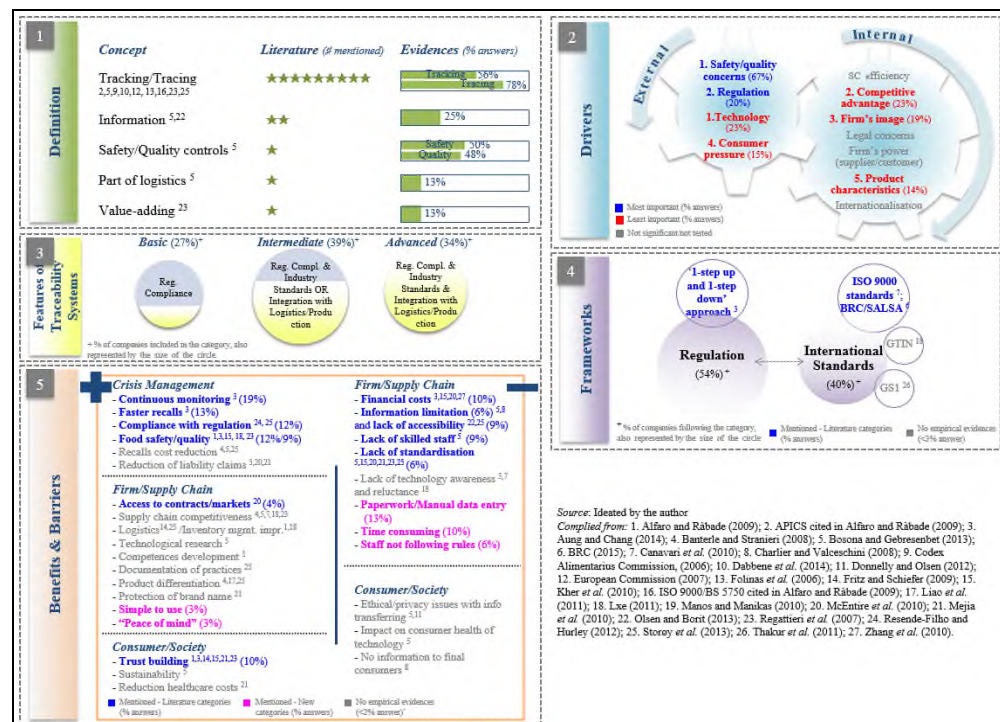 1
Definition
Concept
Literature (# mentioned)
Evidences (% answers)
Tracking/Tracing
2,5,9,10,12, 13,16,23,25
★★★★★★★★★
Tracking 56%
Tracing 78%
Information 5,22
★★
25%
Safety/Quality controls 5
★
Safety 50%
Quality 48%
Part of logistics 5
★
13%
Value-adding 23
★
13%
2
Drivers
External
Internal
1. Safety/quality
concerns (67%)
2. Regulation
(20%)
1.Technology
(23%)
4. Consumer
pressure (15%)
SC efficiency
2. Competitive
advantage (23%)
3. Firm's image (19%)
Legal concerns
Firm's power
(supplier/customer)
5. Product
characteristics (14%)
Internationalisation
Most important (% answers)
Least important (% answers)
Not significant/not tested
3
Features of
Traceability
Systems
Basic (27%)+
Intermediate (39%)+
Advanced (34%)+
Reg.
Compliance
Reg. Compl. &
Industry
Standards OR
Integration with
Logistics/Produ
ction
Reg. Compl. &
Industry
Standards &
Integration with
Logistics/Produ
ction
+ % of companies included in the category, also
represented by the size of the circle.
4
Frameworks
'1-step up
and 1-step
down'
approach 3
Regulation
(54%)+
ISO 9000
standards 7;
BRC/SALSA 6
GTIN 18
International
Standards
(40%)+
GS1 26
+ % of companies following the category,
also represented by the size of the circle
Mentioned - Literature categories
(% answers)
No empirical evidences
(<3% answer)
5
Benefits & Barriers
Crisis Management
- Continuous monitoring 3 (19%)
- Faster recalls 3 (13%)
- Compliance with regulation 24, 25 (12%)
- Food safety/quality 1,3,15, 18, 23 (12%/9%)
- Recalls cost reduction 4,5,25
- Reduction of liability claims 3,20,21
Firm/Supply Chain
- Access to contracts/markets 20 (4%)
- Supply chain competitiveness 4,5,7,18,23
- Logistics14,25 /Inventory mgmt. impr.1,18
- Technological research 5
- Competences development 1
- Documentation of practices 25
- Product differentiation 4,17,25
- Protection of brand name 21
- Simple to use (3%)
- "Peace of mind" (3%)
Consumer/Society
- Trust building 1,3,14,15,21,23 (10%)
- Sustainability 5
- Reduction healthcare costs 21
Firm/Supply Chain
- Financial costs 3,15,20,27 (10%)
- Information limitation (6%) 5,8
and lack of accessibility 22,25 (9%)
- Lack of skilled staff 5 (9%)
- Lack of standardisation
5,15,20,21,23,25 (6%)
- Lack of technology awareness 5,7
and reluctance 18
- Paperwork/Manual data entry
(13%)
- Time consuming (10%)
- Staff not following rules (6%)
Consumer/Society
- Ethical/privacy issues with info
transferring 5,11
- Impact on consumer health of
technology 5
- No information to final
consumers 8
Mentioned - Literature categories
(% answers)
Mentioned - New
categories (% answers)
No empirical evidences
(<2% answer)
Source: Ideated by the author
Complied from: 1. Alfaro and Ràbade (2009); 2. APICS cited in Alfaro and Ràbade (2009); 3.
Aung and Chang (2014); 4. Banterle and Stranieri (2008); 5. Bosona and Gebresenbet (2013);
6. BRC (2015); 7. Canavari et al. (2010); 8. Charlier and Valceschini (2008); 9. Codex
Alimentarius Commission, (2006); 10. Dabbene et al. (2014); 11. Donnelly and Olsen (2012);
12. European Commission (2007); 13. Folinas et al. (2006); 14. Fritz and Schiefer (2009); 15.
Kher et al. (2010); 16. ISO 9000/BS 5750 cited in Alfaro and Ràbade (2009); 17. Liao et al.
(2011); 18. Lxe (2011); 19. Manos and Manikas (2010); 20. McEntire et al. (2010); 21. Mejia
et al. (2010); 22. Olsen and Borit (2013); 23. Regattieri et al. (2007); 24. Resende-Filho and
Hurley (2012); 25. Storoy et al. (2013); 26. Thakur et al. (2011); 27. Zhang et al. (2010).